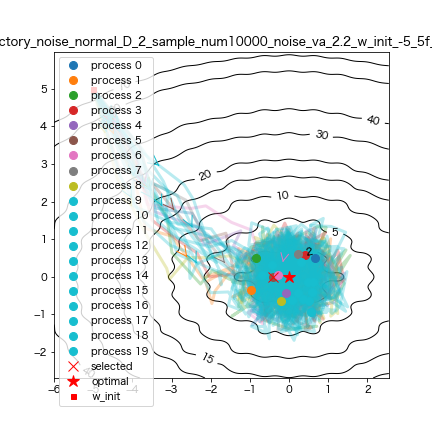 ctory_noise_normal_D_2_sample_num10000_noise_va_2.2_w_init_-5_5f_
process 0
process 1
process 2
process 3
process 4
process 5
process 6
process 7
process 8
process 9
process 10
process 11
process 12
process 13
process 14
process 15
process 16
process 17
process 18
process 19
selected
optimal
w_init
5
4
3
2
1
0
−1
−2
−6
−4
−3
−2
−1
0
1
2
40
30
20
10
5
2
15